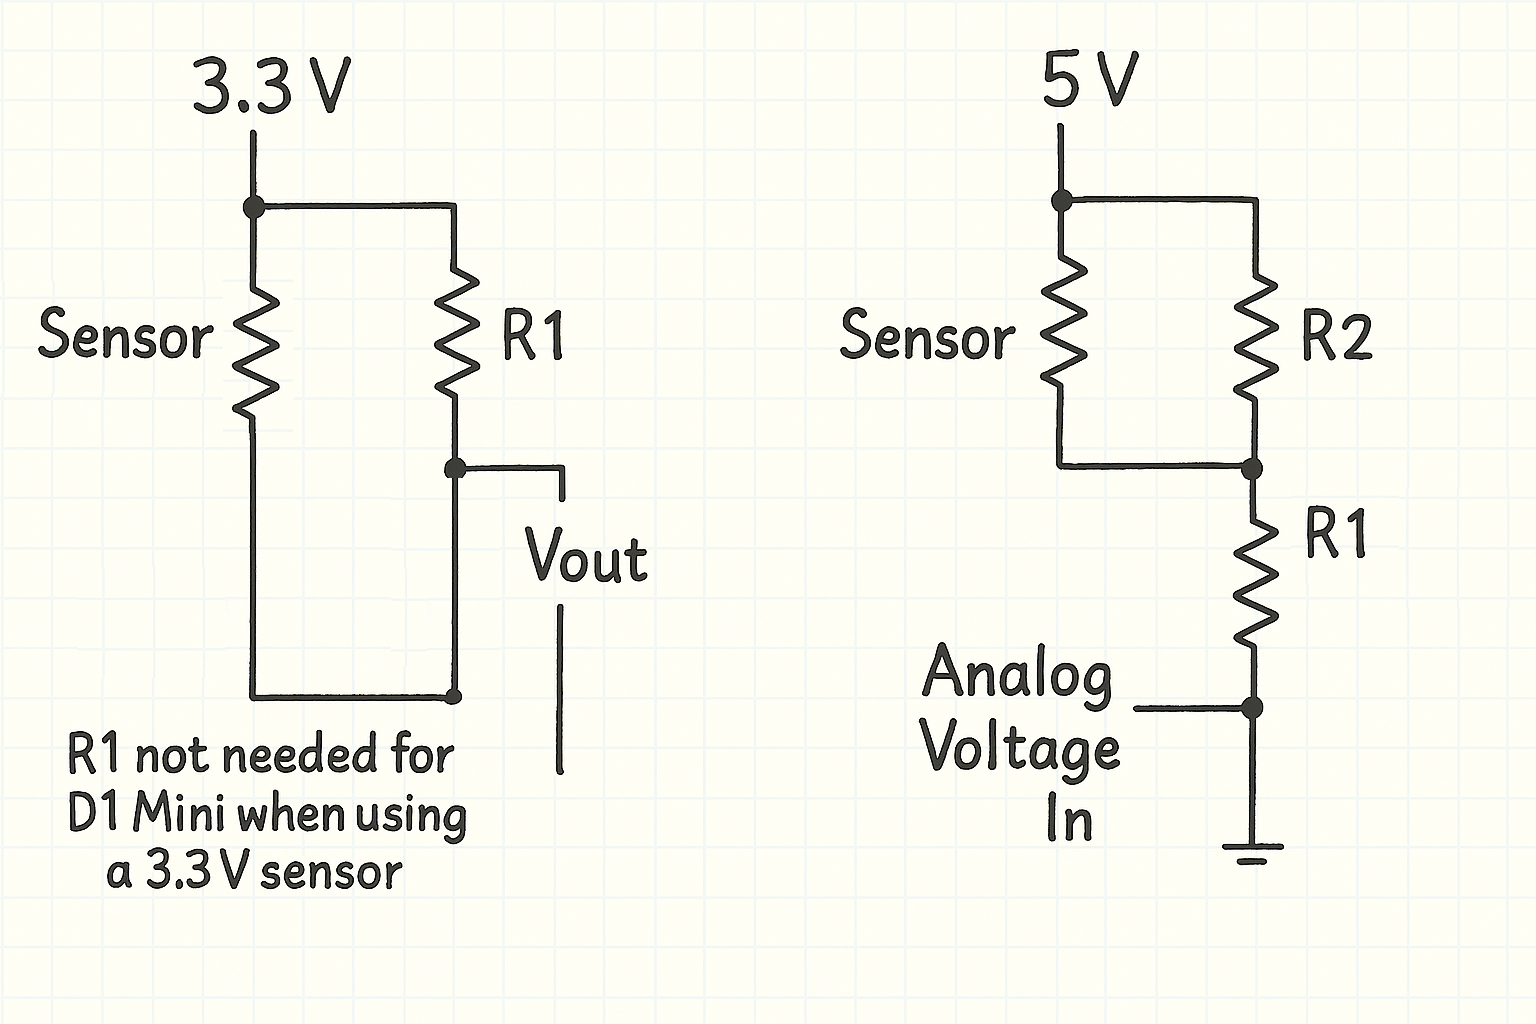 3.3 V
Sensor
R1
Vout
R1 not needed for
D1 Mini when using
a 3.3 V sensor
5 V
Sensor
R2
R1
Analog
Voltage
In